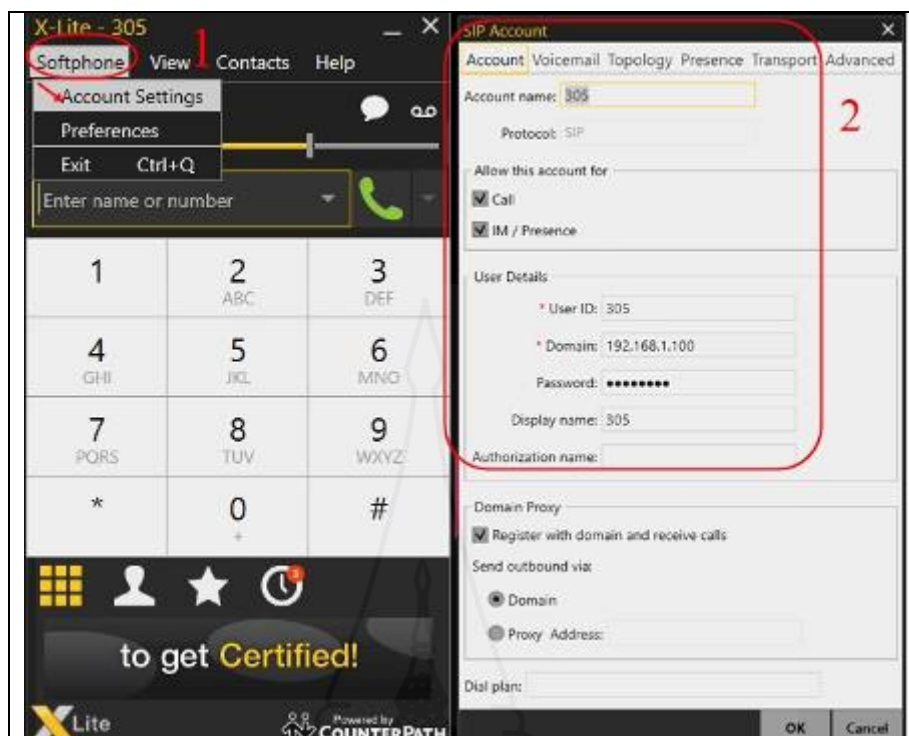 X-Lite - 305
1
Softphone View Contacts Help
Account Settings
Preferences
Exit Ctrl+Q
Enter name or number
1 2 3
ABC DEF
4 5 6
GHI JKL MNO
7 8 9
PQRS TUV WXYZ
* 0 #
+
3
to get Certified!
X Lite
Powered by
COUNTERPATH
SIP Account
Account Voicemail Topology Presence Transport Advanced
2
Account name: 305
Protocol: SIP
Allow this account for
Call
IM / Presence
User Details
* User ID: 305
* Domain: 192.168.1.100
Password: ●●●●●●●●
Display name: 305
Authorization name:
Domain Proxy
Register with domain and receive calls
Send outbound via:
Domain
Proxy Address:
Dial plan:
OK Cancel